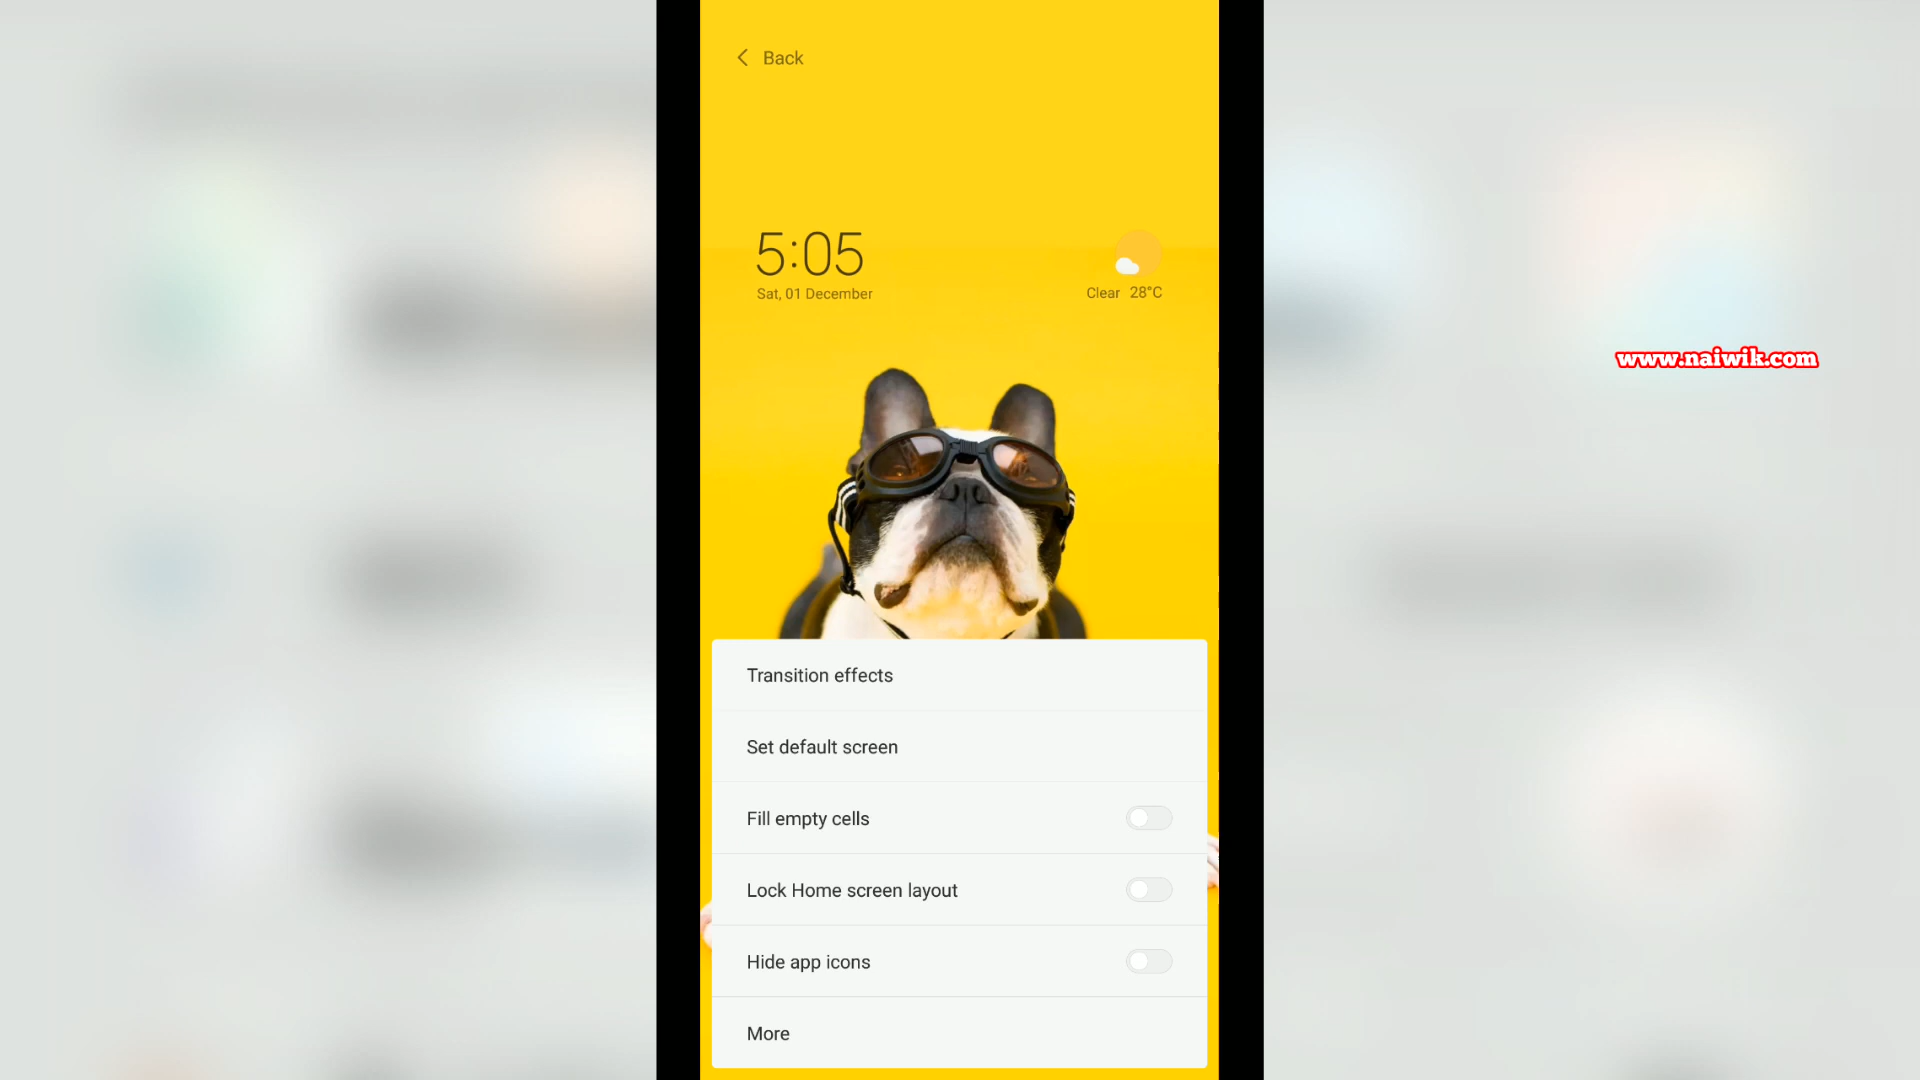 Back
5:05
Sat, 01 December
Clear 28°C
www.naiwik.com
Transition effects
Set default screen
Fill empty cells
Lock Home screen layout
Hide app icons
More